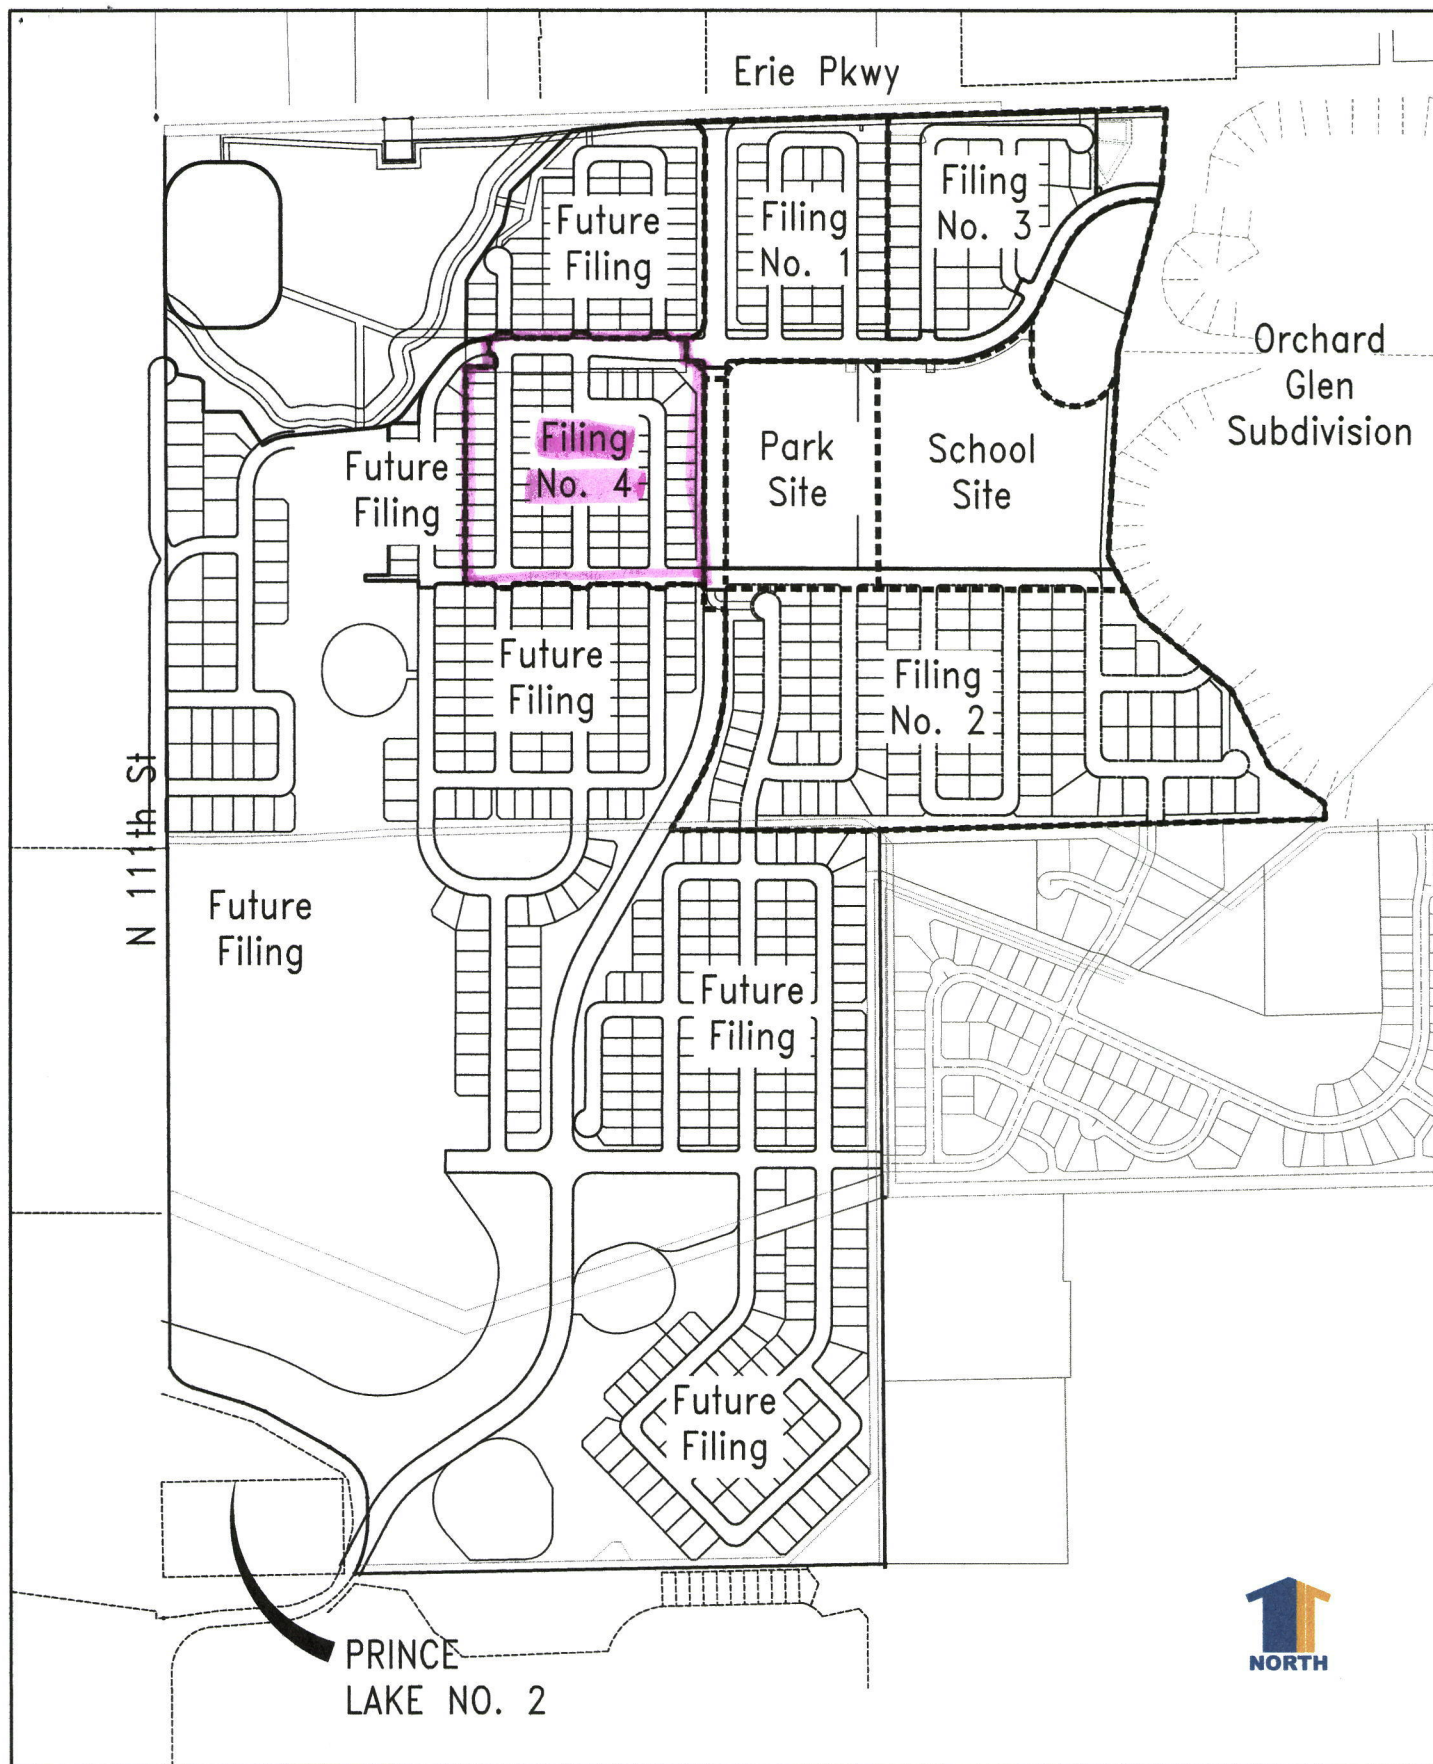 Erie Pkwy
Future
Filing
Filing
No. 1
Filing
No. 3
Orchard
Glen
Subdivision
Future
Filing
Filing
No. 4
Park
Site
School
Site
Future
Filing
Filing
No. 2
N 111th St
Future
Filing
Future
Filing
Future
Filing
PRINCE
LAKE NO. 2
NORTH